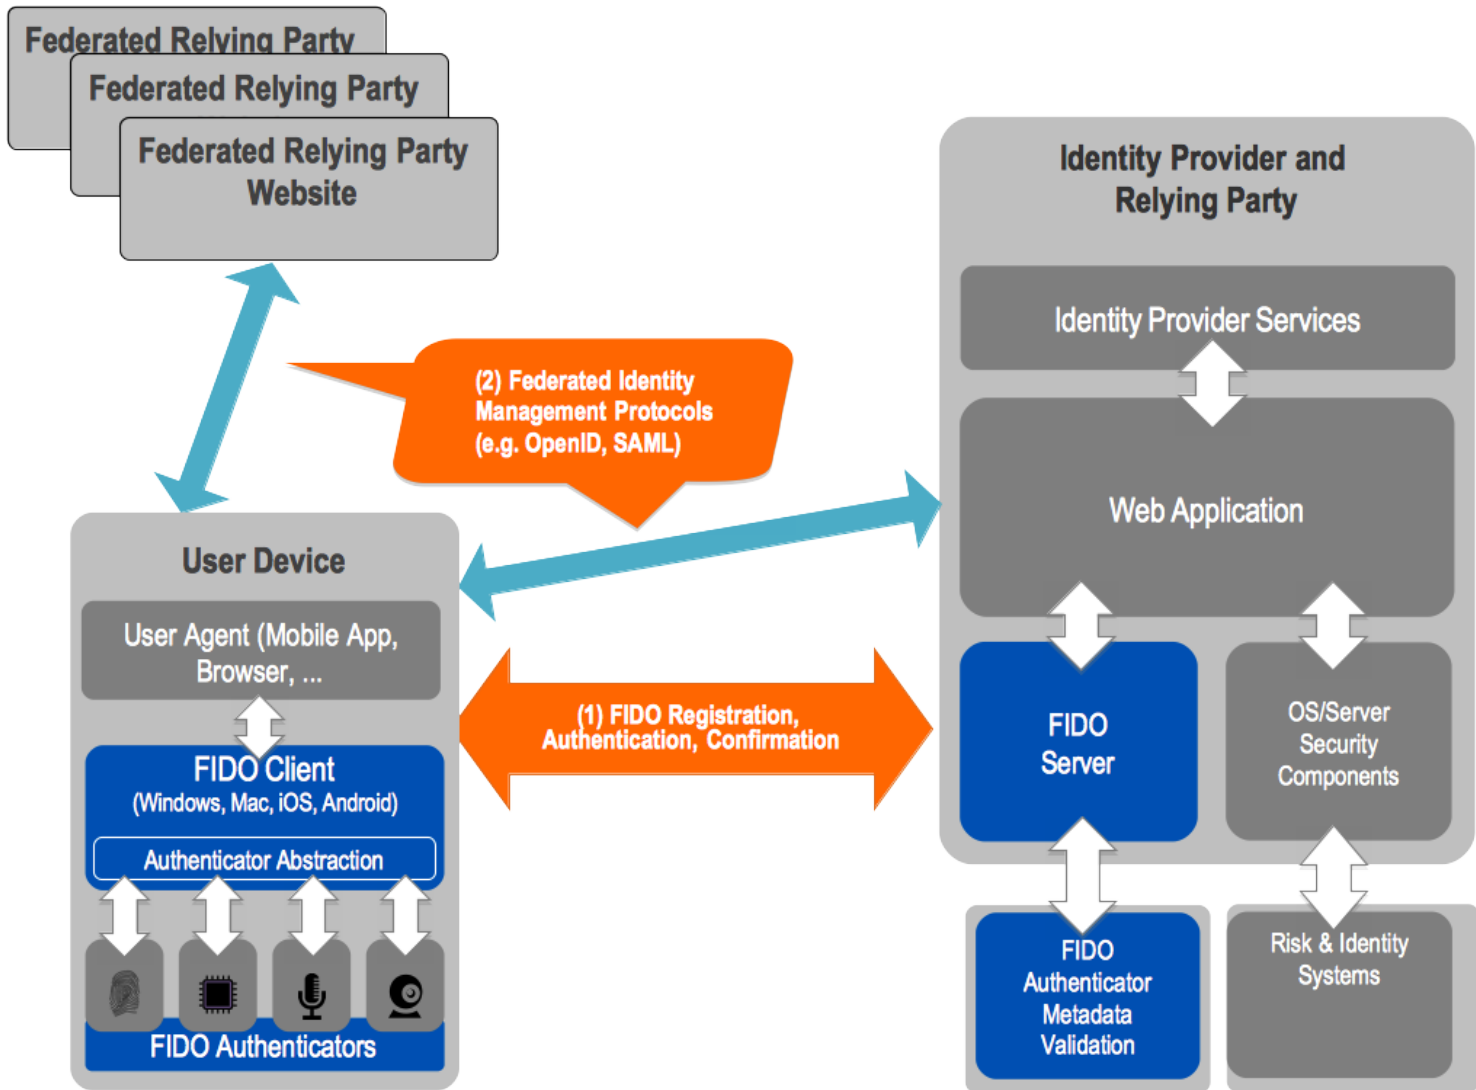 Federated Relying Party
Federated Relying Party
Federated Relying Party
Website
(2) Federated Identity
Management Protocols
(e.g. OpenID, SAML)
User Device
User Agent (Mobile App,
Browser, ...
FIDO Client
(Windows, Mac, iOS, Android)
Authenticator Abstraction
FIDO Authenticators
(1) FIDO Registration,
Authentication, Confirmation
Identity Provider and
Relying Party
Identity Provider Services
Web Application
FIDO
Server
OS/Server
Security
Components
FIDO
Authenticator
Metadata
Validation
Risk & Identity
Systems